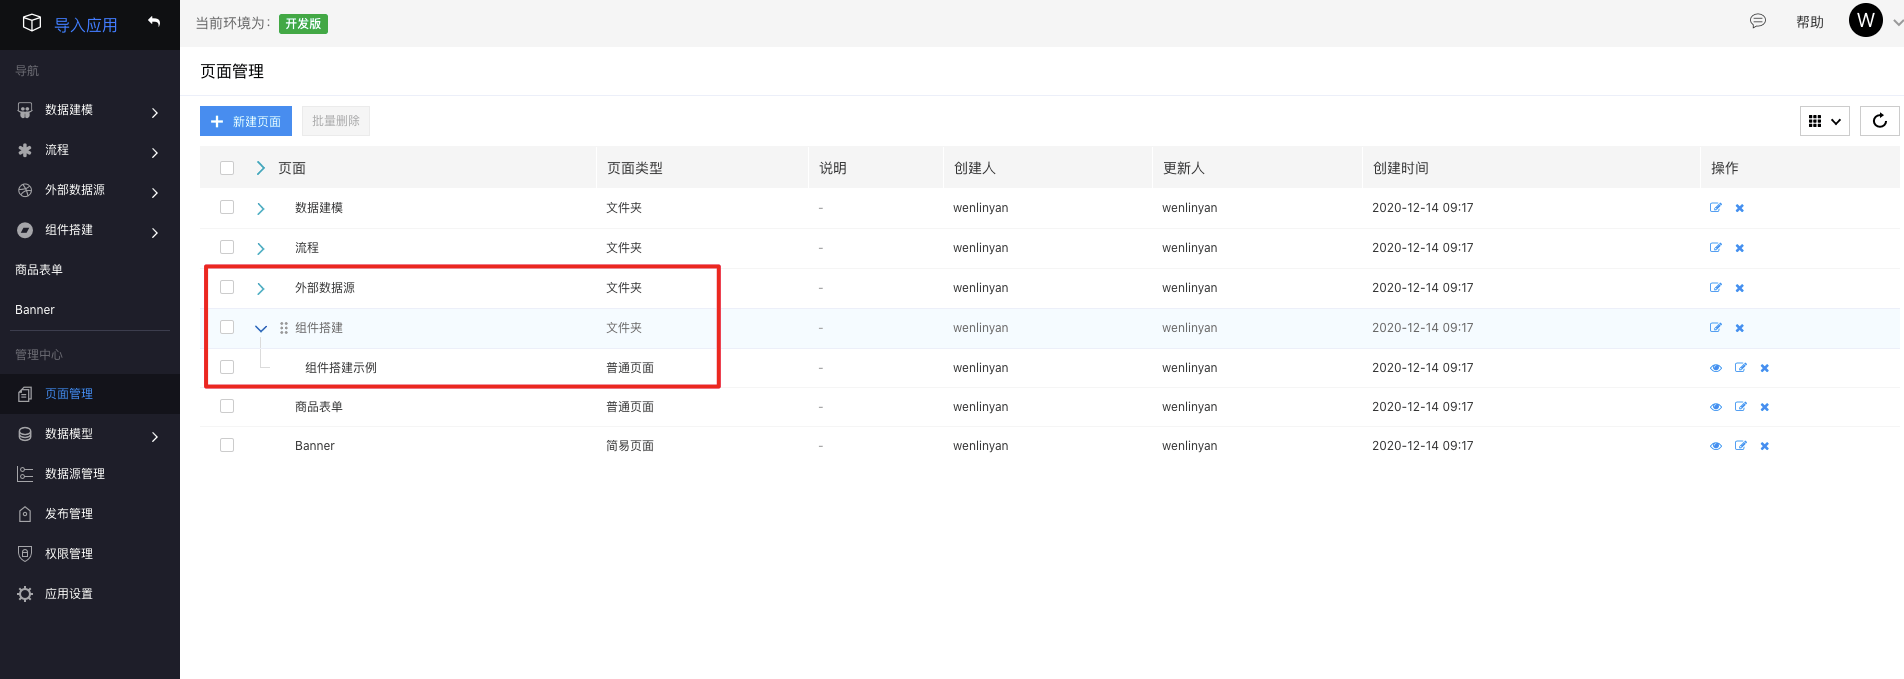 导入应用
当前环境为： 开发版
帮助
W
导航
数据建模
流程
外部数据源
组件搭建
商品表单
Banner
管理中心
页面管理
数据模型
数据源管理
发布管理
权限管理
应用设置
页面管理
新建页面 批量删除
页面 页面类型 说明 创建人 更新人 创建时间 操作
数据建模 文件夹 - wenlinyan wenlinyan 2020-12-14 09:17
流程 文件夹 - wenlinyan wenlinyan 2020-12-14 09:17
外部数据源 文件夹 - wenlinyan wenlinyan 2020-12-14 09:17
组件搭建 文件夹 - wenlinyan wenlinyan 2020-12-14 09:17
组件搭建示例 普通页面 - wenlinyan wenlinyan 2020-12-14 09:17
商品表单 普通页面 - wenlinyan wenlinyan 2020-12-14 09:17
Banner 简易页面 - wenlinyan wenlinyan 2020-12-14 09:17